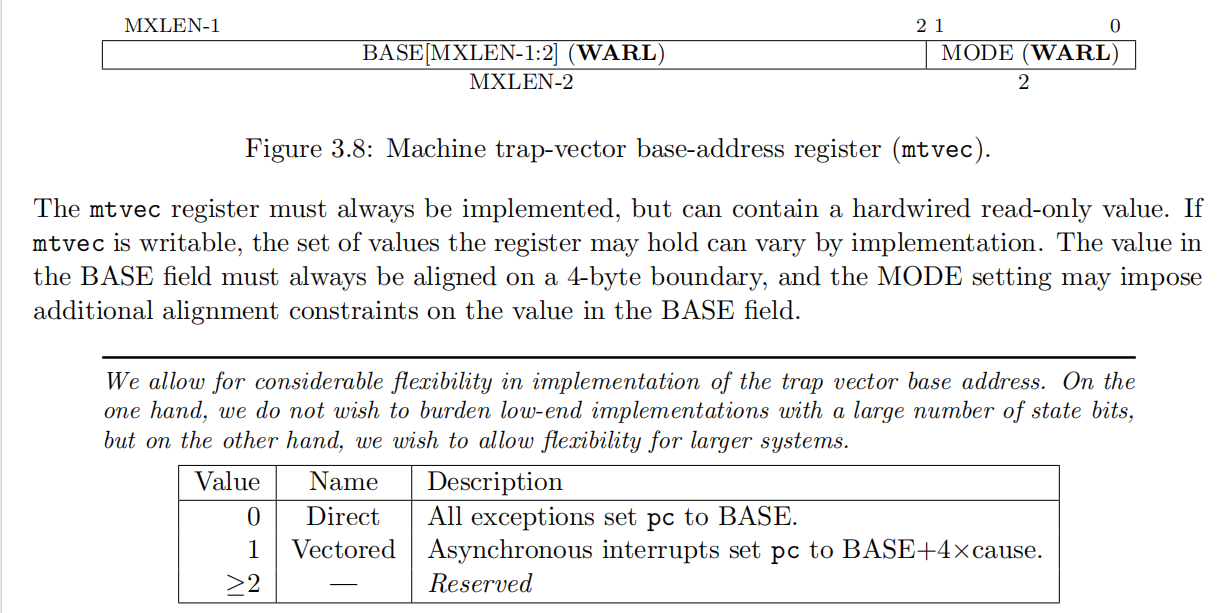 MXLEN-1 2 1 0
BASE[MXLEN-1:2] (WARL) MODE (WARL)
MXLEN-2 2
Figure 3.8: Machine trap-vector base-address register (mtvec).
The mtvec register must always be implemented, but can contain a hardwired read-only value. If
mtvec is writable, the set of values the register may hold can vary by implementation. The value in
the BASE field must always be aligned on a 4-byte boundary, and the MODE setting may impose
additional alignment constraints on the value in the BASE field.
We allow for considerable flexibility in implementation of the trap vector base address. On the
one hand, we do not wish to burden low-end implementations with a large number of state bits,
but on the other hand, we wish to allow flexibility for larger systems.
Value Name Description
0 Direct All exceptions set pc to BASE.
1 Vectored Asynchronous interrupts set pc to BASE+4×cause.
≥2 — Reserved